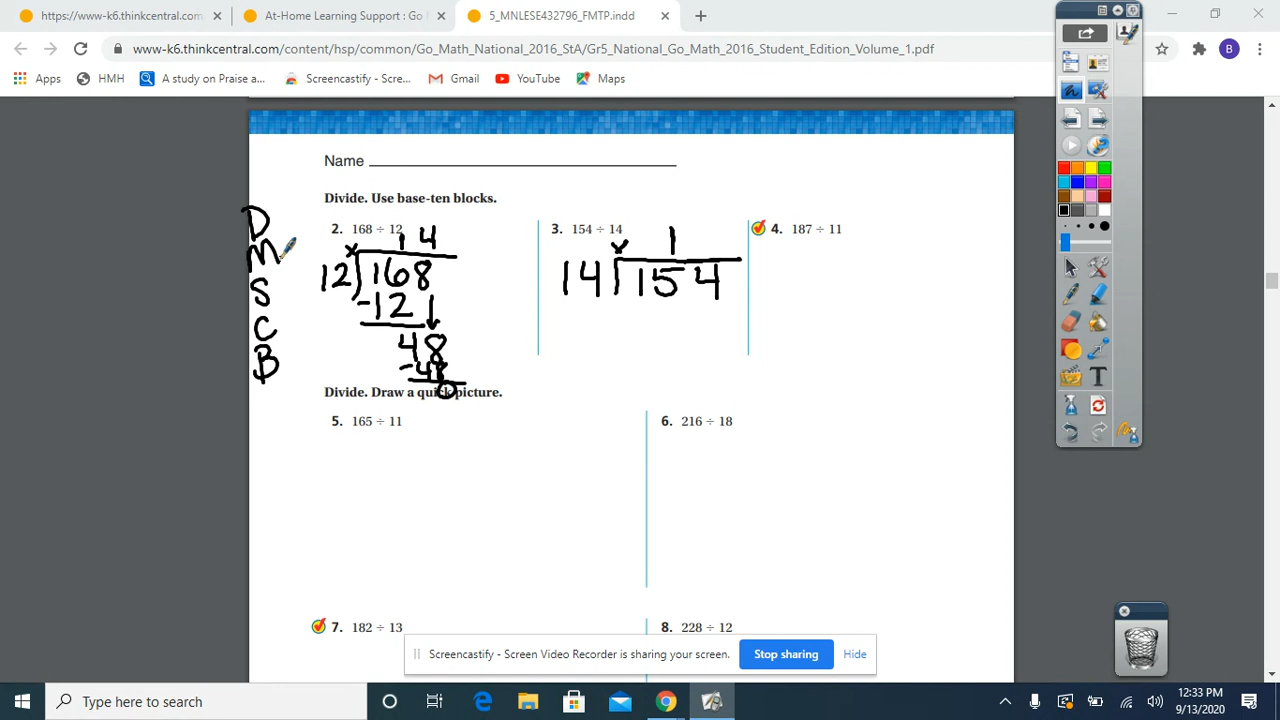 https://www-k6.thinkcentral.com
At-Home Learning Support
5_MNLESE432796_FMTP.indd
www-k6.thinkcentral.com/content/hsp/common/Go_Math_National_2016_StA/Gr5_National_Go_Math_2016_Student_Edition_Volume_1.pdf
B
Apps
HMH
A study on Praise a...
Screencastify - Scre...
Gmail
YouTube
Maps
Name
Divide. Use base-ten blocks.
D
M
S
C
B
2. 168 ÷ 12
14
x
12 168
-12
48
-48
0
3. 154 ÷ 14
1
x
14 154
4. 187 ÷ 11
Divide. Draw a quick picture.
5. 165 ÷ 11
6. 216 ÷ 18
7. 182 ÷ 13
8. 228 ÷ 12
Screencastify - Screen Video Recorder is sharing your screen.
Stop sharing
Hide
Type here to search
12:33 PM
9/13/2020